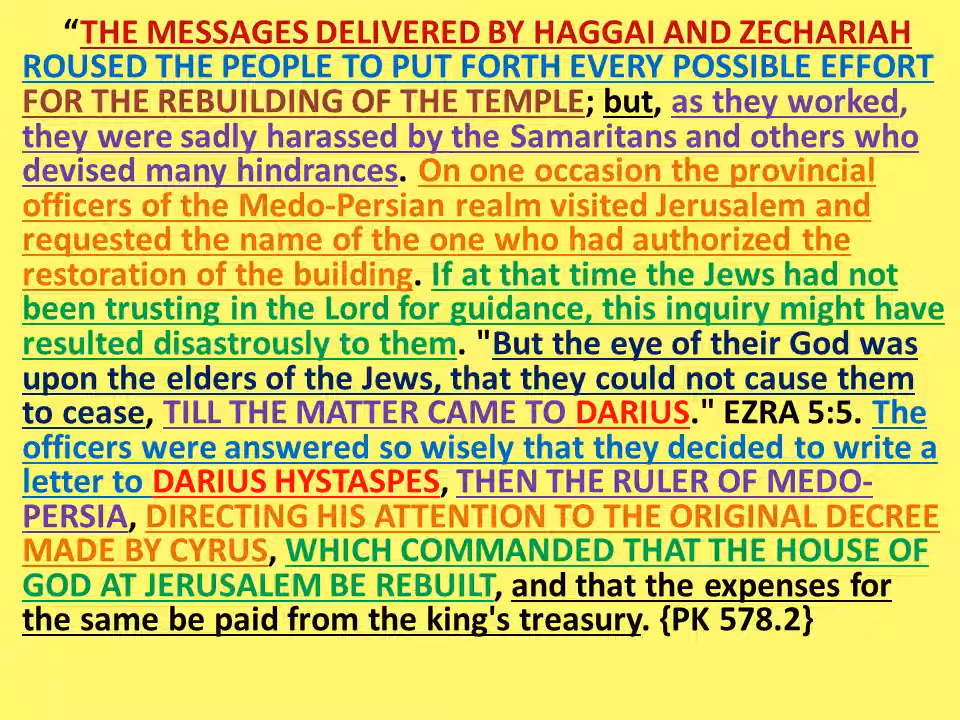 “THE MESSAGES DELIVERED BY HAGGAI AND ZECHARIAH
ROUSED THE PEOPLE TO PUT FORTH EVERY POSSIBLE EFFORT
FOR THE REBUILDING OF THE TEMPLE; but, as they worked,
they were sadly harassed by the Samaritans and others who
devised many hindrances. On one occasion the provincial
officers of the Medo-Persian realm visited Jerusalem and
requested the name of the one who had authorized the
restoration of the building. If at that time the Jews had not
been trusting in the Lord for guidance, this inquiry might have
resulted disastrously to them. "But the eye of their God was
upon the elders of the Jews, that they could not cause them
to cease, TILL THE MATTER CAME TO DARIUS." EZRA 5:5. The
officers were answered so wisely that they decided to write a
letter to DARIUS HYSTASPES, THEN THE RULER OF MEDO-
PERSIA, DIRECTING HIS ATTENTION TO THE ORIGINAL DECREE
MADE BY CYRUS, WHICH COMMANDED THAT THE HOUSE OF
GOD AT JERUSALEM BE REBUILT, and that the expenses for
the same be paid from the king's treasury. {PK 578.2}